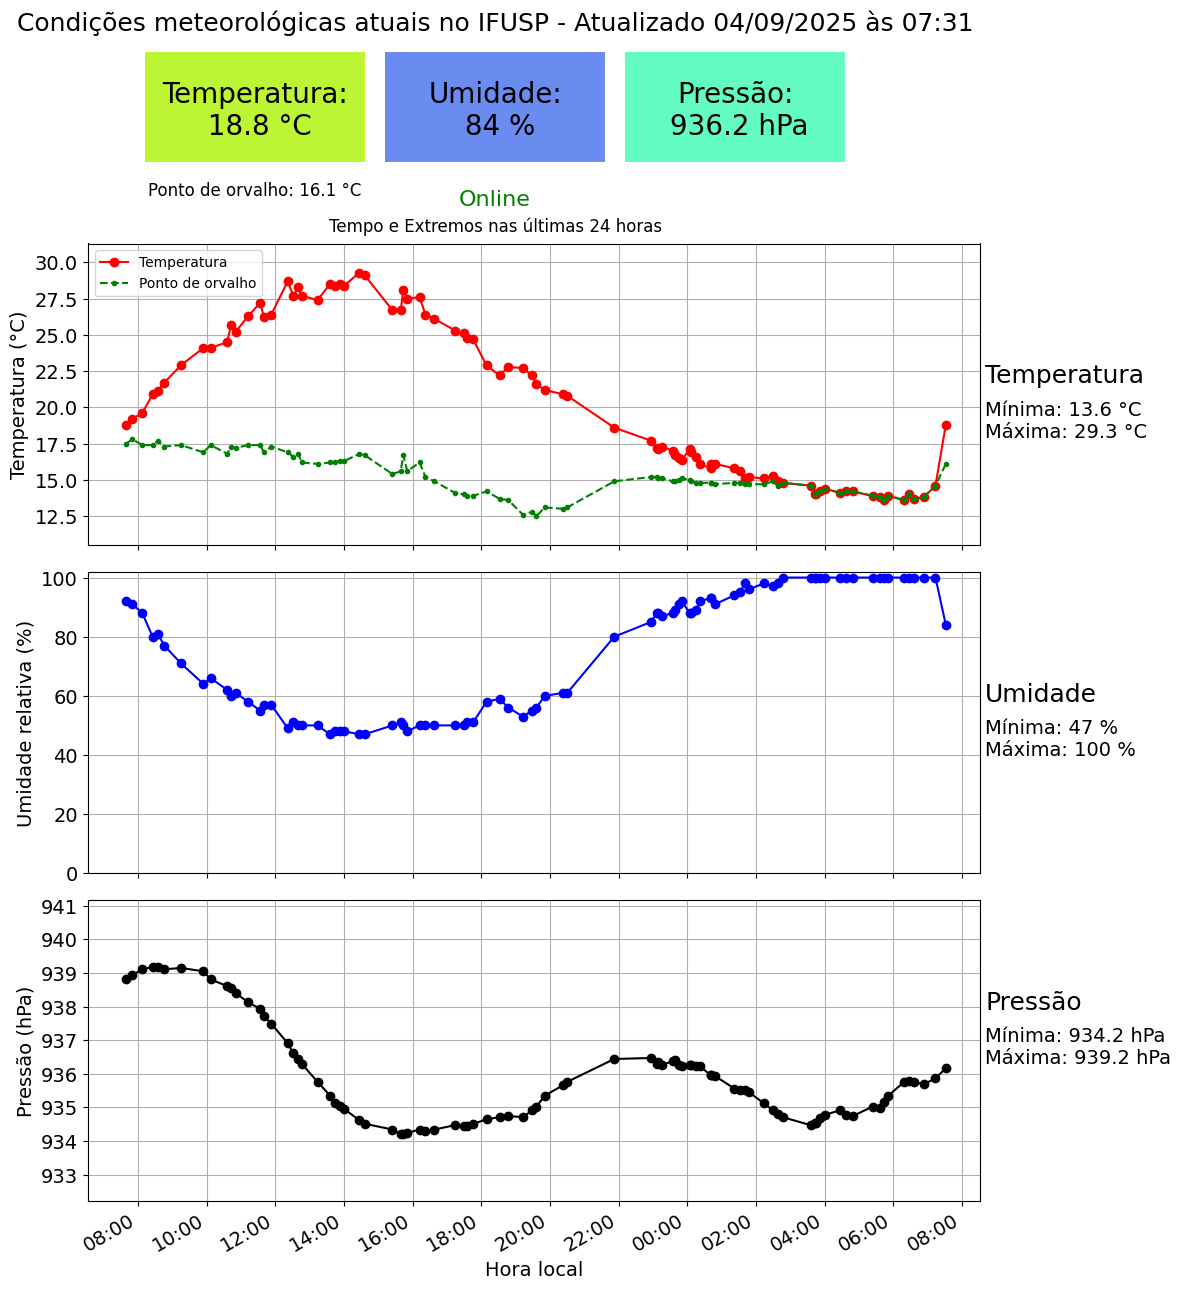 Condições meteorológicas atuais no IFUSP - Atualizado 04/09/2025 às 07:31
Temperatura:
18.8 °C
Umidade:
84 %
Pressão:
936.2 hPa
Ponto de orvalho: 16.1 °C
Online
Tempo e Extremos nas últimas 24 horas
Temperatura
Ponto de orvalho
Temperatura (°C)
30.0
27.5
25.0
22.5
20.0
17.5
15.0
12.5
Temperatura
Mínima: 13.6 °C
Máxima: 29.3 °C
Umidade relativa (%)
100
80
60
40
20
0
Umidade
Mínima: 47 %
Máxima: 100 %
Pressão (hPa)
941
940
939
938
937
936
935
934
933
Pressão
Mínima: 934.2 hPa
Máxima: 939.2 hPa
08:00
10:00
12:00
14:00
16:00
18:00
20:00
22:00
00:00
02:00
04:00
06:00
08:00
Hora local